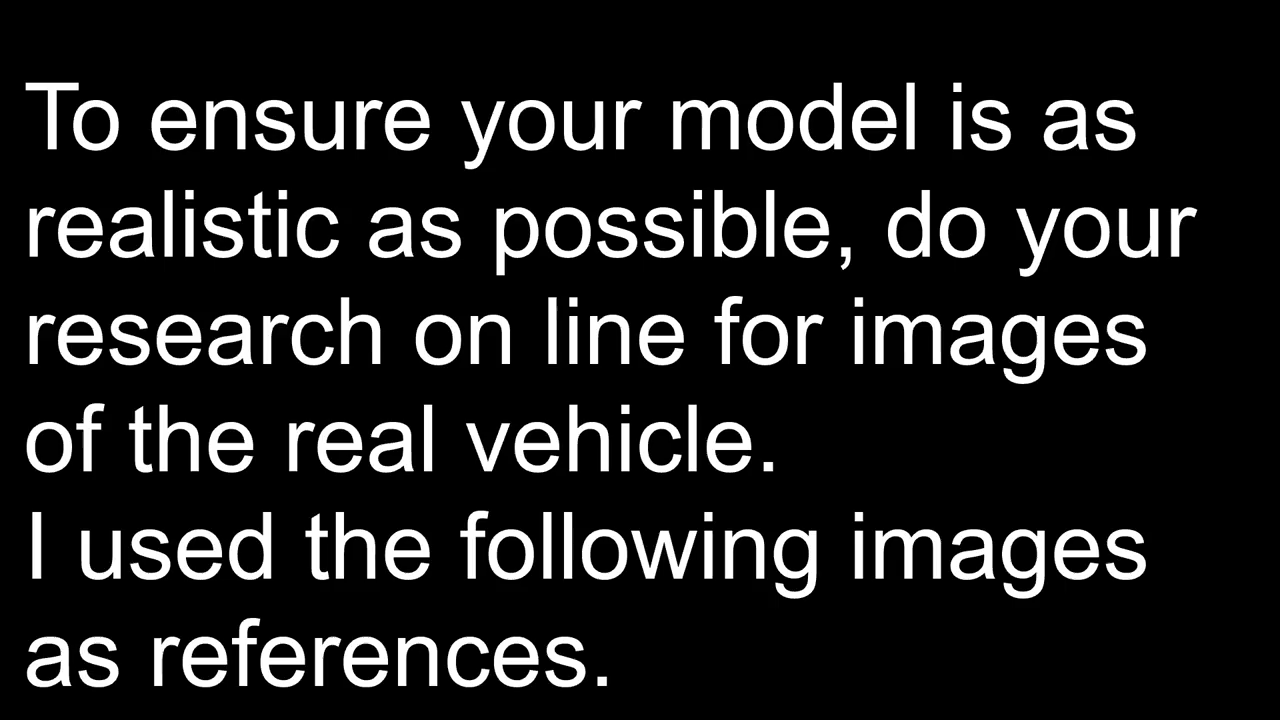 To ensure your model is as
realistic as possible, do your
research on line for images
of the real vehicle.
I used the following images
as references.